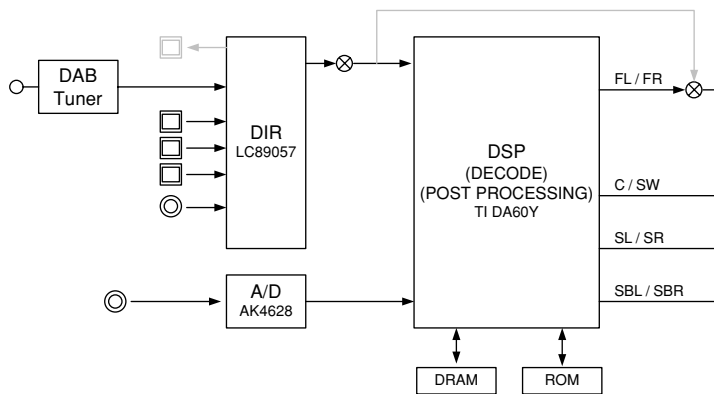 DAB
Tuner
DIR
LC89057
FL / FR
DSP
(DECODE)
(POST PROCESSING)
TI DA60Y
C / SW
SL / SR
A/D
AK4628
SBL / SBR
DRAM
ROM